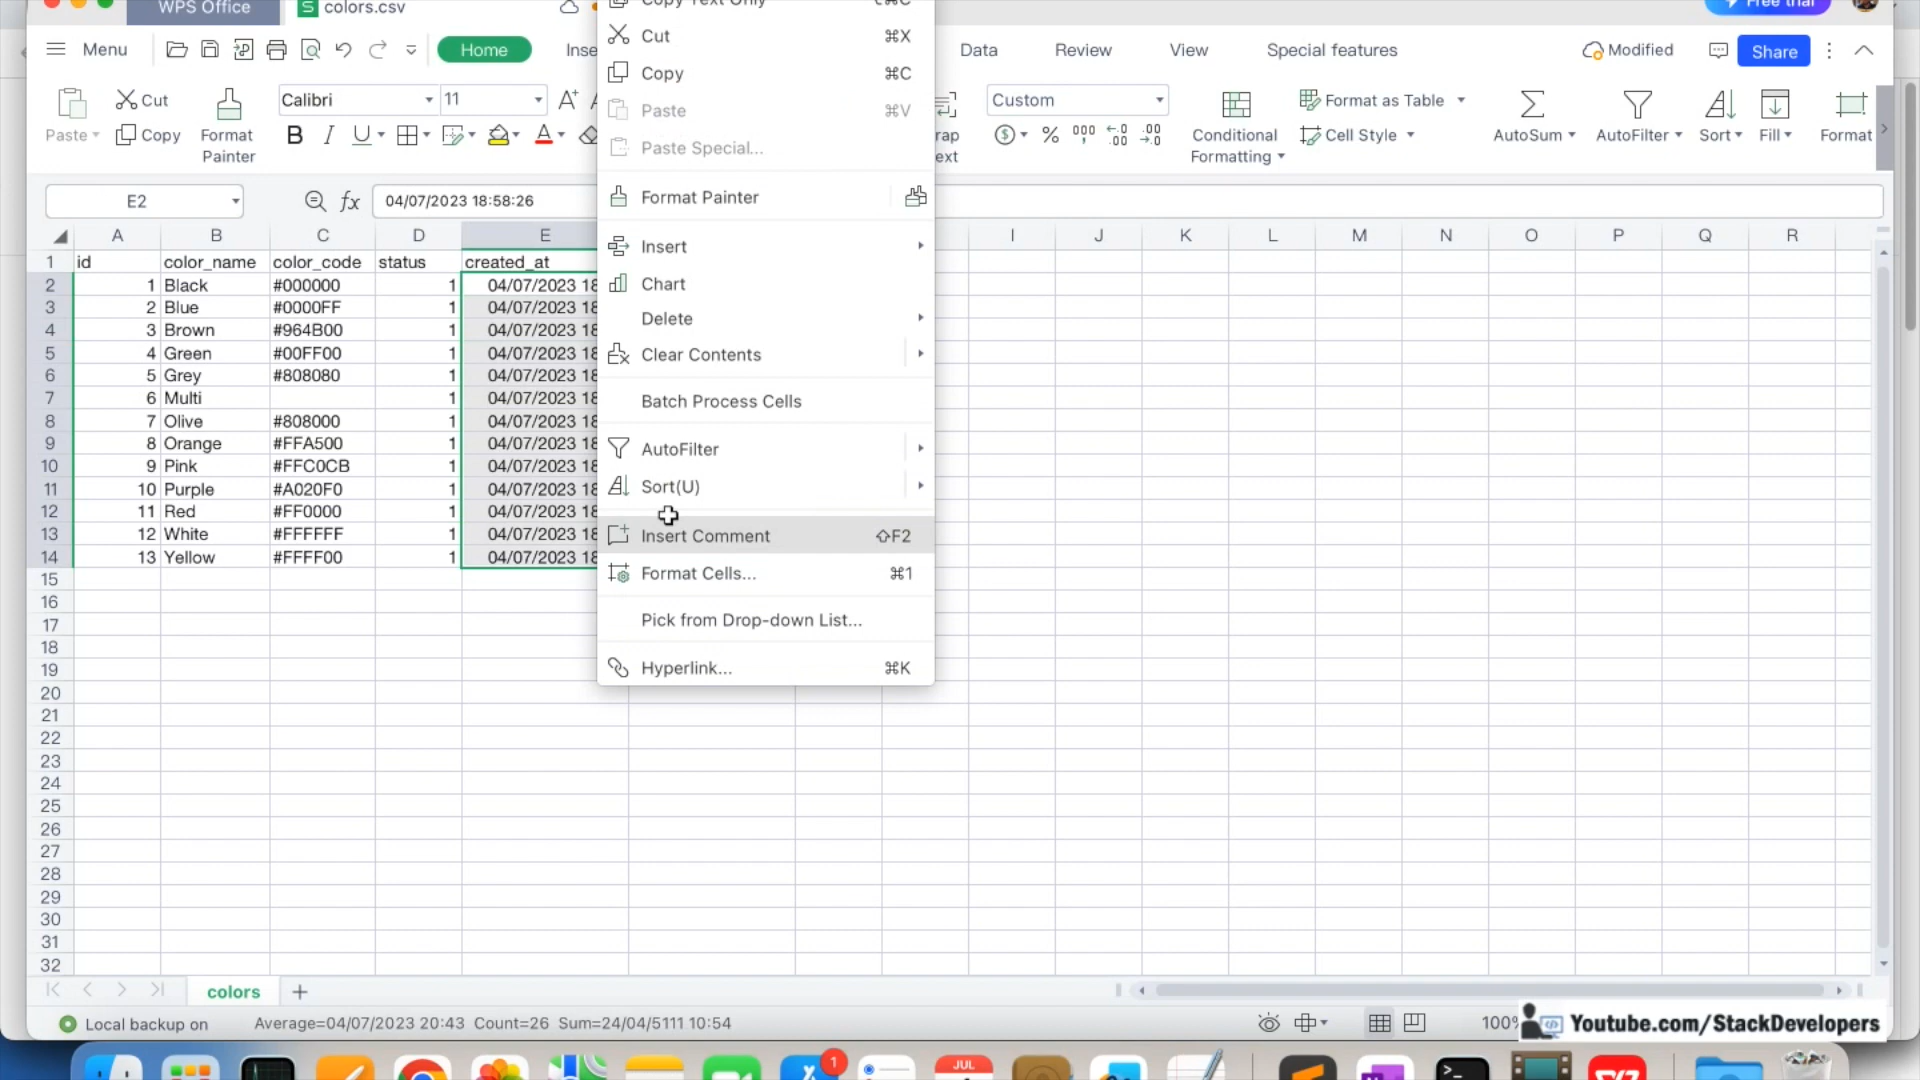 WPS Office
colors.csv
Free trial
Menu
Home
Inse
Data
Review
View
Special features
Modified
Share
Paste
Cut
Copy
Format
Painter
Calibri
11
Custom
Conditional
Formatting
Format as Table
Cell Style
AutoSum
AutoFilter
Sort
Fill
Format
rap
ext
E2
fx
04/07/2023 18:58:26
A B C D E I J K L M N O P Q R
1 id color_name color_code status created_at
2 1 Black #000000 1 04/07/2023 18
3 2 Blue #0000FF 1 04/07/2023 18
4 3 Brown #964B00 1 04/07/2023 18
5 4 Green #00FF00 1 04/07/2023 18
6 5 Grey #808080 1 04/07/2023 18
7 6 Multi 1 04/07/2023 18
8 7 Olive #808000 1 04/07/2023 18
9 8 Orange #FFA500 1 04/07/2023 18
10 9 Pink #FFC0CB 1 04/07/2023 18
11 10 Purple #A020F0 1 04/07/2023 18
12 11 Red #FF0000 1 04/07/2023 18
13 12 White #FFFFFF 1 04/07/2023 18
14 13 Yellow #FFFF00 1 04/07/2023 18
15
16
17
18
19
20
21
22
23
24
25
26
27
28
29
30
31
32
Copy Text Only ⌥⌘C
Cut ⌘X
Copy ⌘C
Paste ⌘V
Paste Special...
Format Painter
Insert
Chart
Delete
Clear Contents
Batch Process Cells
AutoFilter
Sort(U)
Insert Comment ⇧F2
Format Cells... ⌘1
Pick from Drop-down List...
Hyperlink... ⌘K
colors
Local backup on
Average=04/07/2023 20:43 Count=26 Sum=24/04/5111 10:54
100%
Youtube.com/StackDevelopers
1
JUL